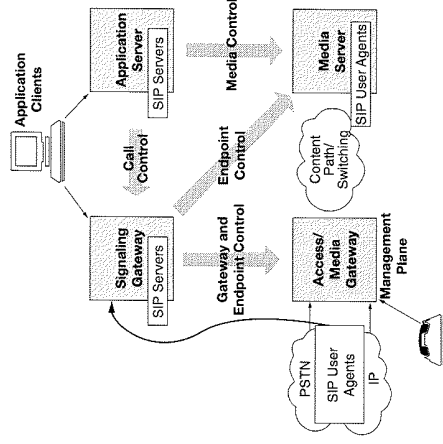 Application
Clients
Signaling
Gateway
SIP Servers
Call
Control
Application
Server
SIP Servers
Gateway and
Endpoint Control
Endpoint
Control
Media Control
PSTN
SIP User
Agents
IP
Access/
Media
Gateway
Management
Plane
Content
Path/
Switching
Media
Server
SIP User Agents